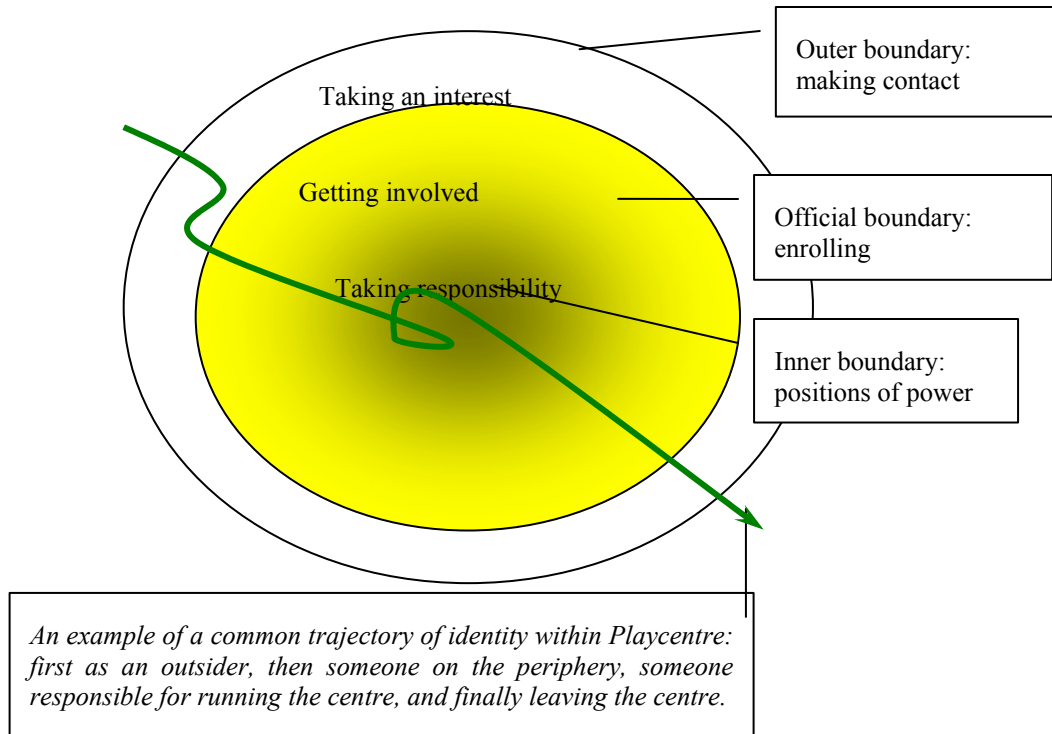 Outer boundary:
making contact
Taking an interest
Getting involved
Official boundary:
enrolling
Taking responsibility
Inner boundary:
positions of power
An example of a common trajectory of identity within Playcentre:
first as an outsider, then someone on the periphery, someone
responsible for running the centre, and finally leaving the centre.